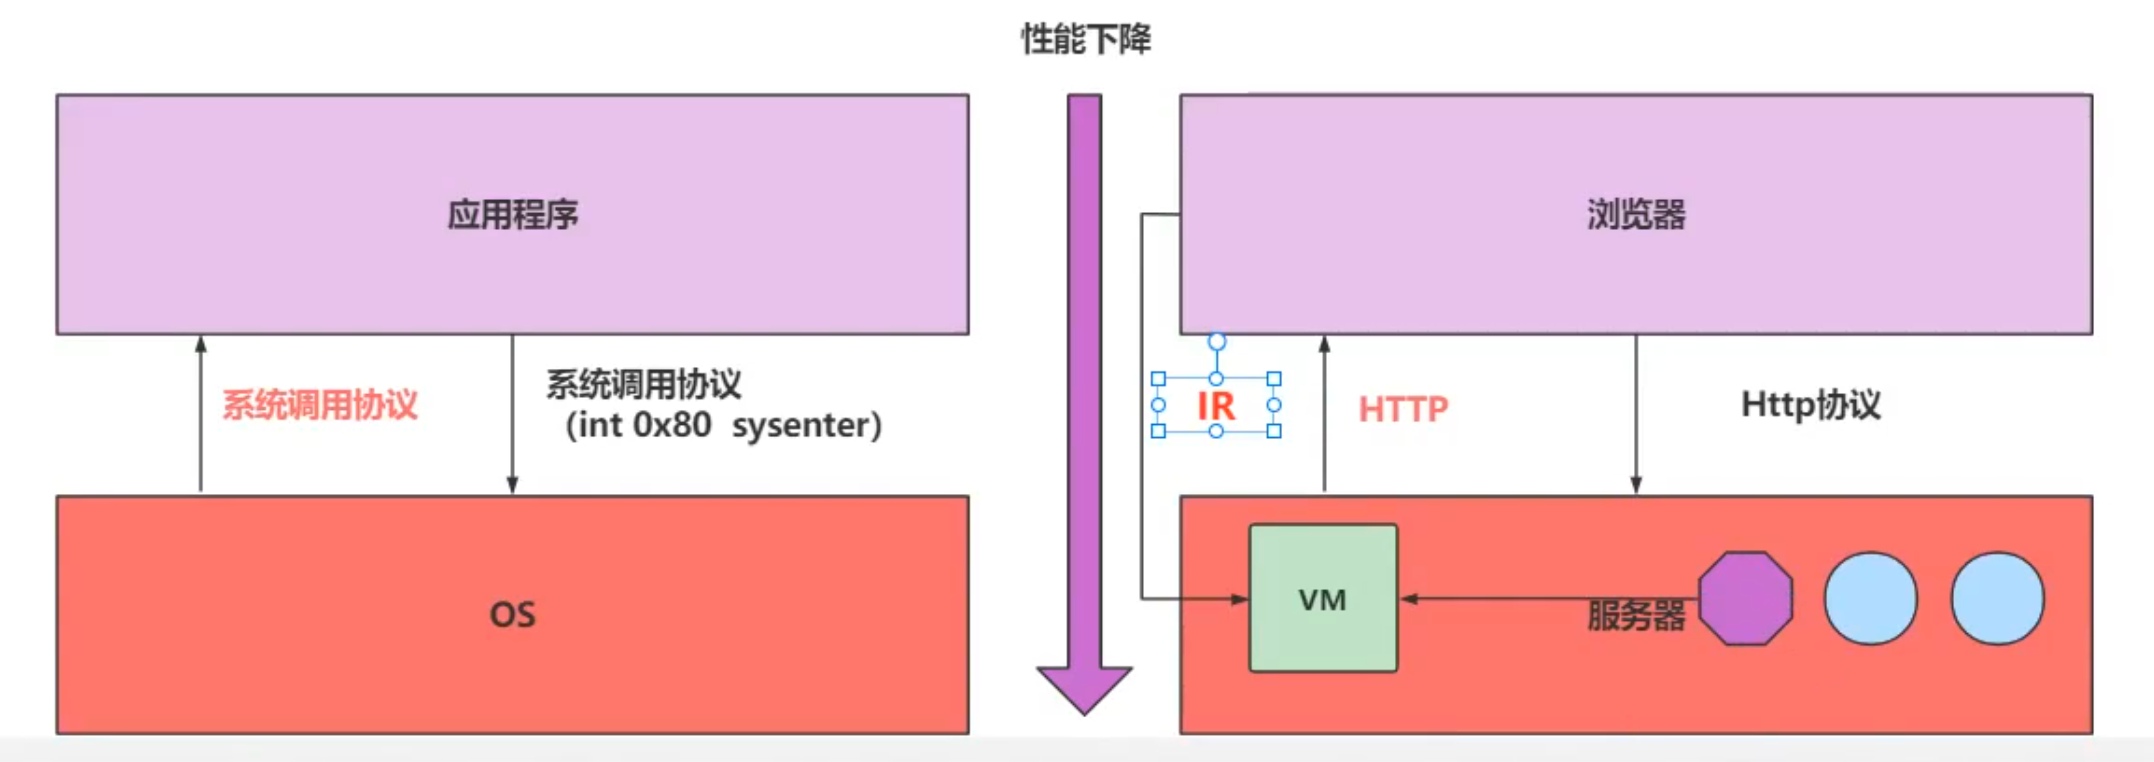 性能下降
应用程序
浏览器
系统调用协议
系统调用协议
（int 0x80  sysenter）
IR
HTTP
Http协议
OS
VM
服务器